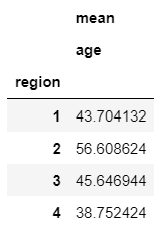 mean
age
region
1 43.704132
2 56.608624
3 45.646944
4 38.752424